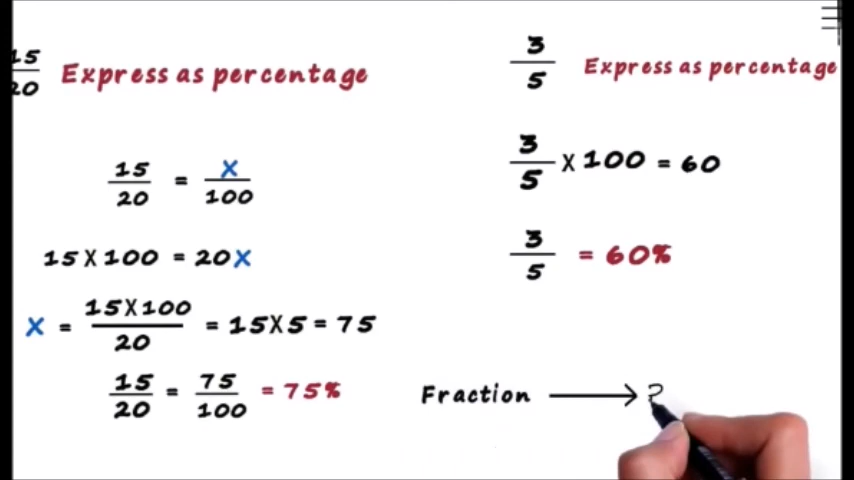 15/20 Express as percentage
15/20 = x/100
15 X 100 = 20x
x = 15X100/20 = 15X5 = 75
15/20 = 75/100 = 75%
3/5 Express as percentage
3/5 X 100 = 60
3/5 = 60%
Fraction ⟶